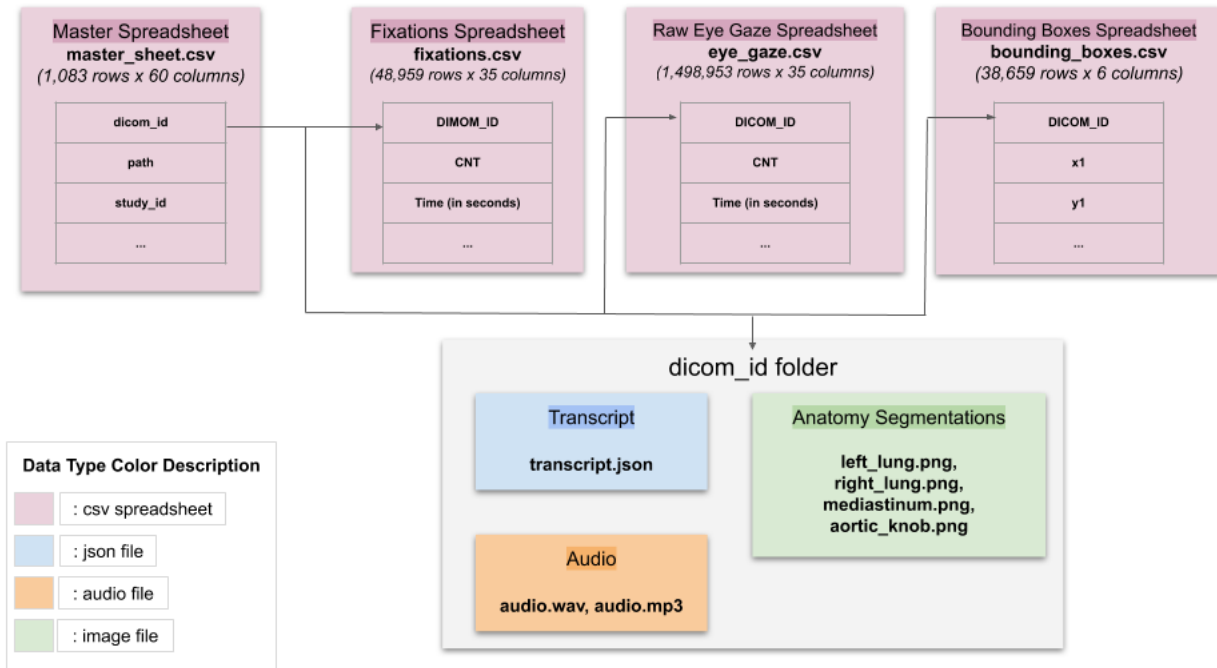 Master Spreadsheet
master_sheet.csv
(1,083 rows x 60 columns)
dicom_id
path
study_id
...
Fixations Spreadsheet
fixations.csv
(48,959 rows x 35 columns)
DIMOM_ID
CNT
Time (in seconds)
...
Raw Eye Gaze Spreadsheet
eye_gaze.csv
(1,498,953 rows x 35 columns)
DICOM_ID
CNT
Time (in seconds)
...
Bounding Boxes Spreadsheet
bounding_boxes.csv
(38,659 rows x 6 columns)
DICOM_ID
x1
y1
...
dicom_id folder
Transcript
transcript.json
Anatomy Segmentations
left_lung.png,
right_lung.png,
mediastinum.png,
aortic_knob.png
Audio
audio.wav, audio.mp3
Data Type Color Description
: csv spreadsheet
: json file
: audio file
: image file